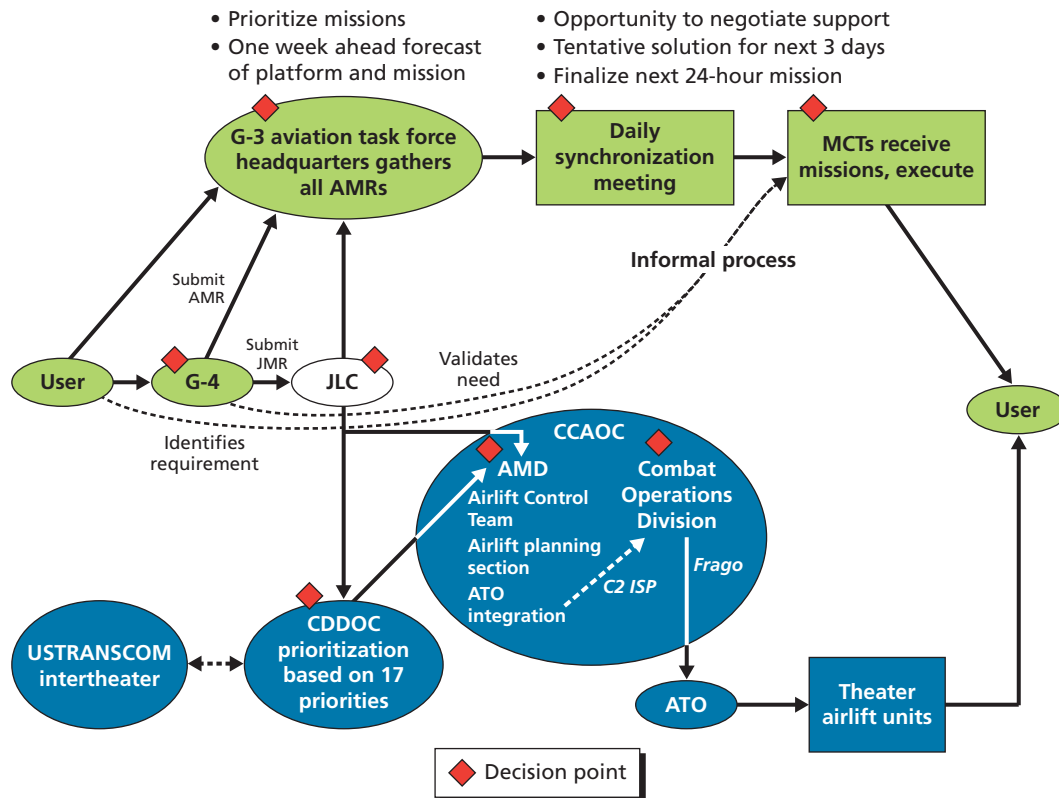 • Prioritize missions
• One week ahead forecast
of platform and mission
• Opportunity to negotiate support
• Tentative solution for next 3 days
• Finalize next 24-hour mission
G-3 aviation task force
headquarters gathers
all AMRs
Daily
synchronization
meeting
MCTs receive
missions, execute
Informal process
Submit
AMR
Submit
JMR
Validates
need
User
G-4
JLC
User
Identifies
requirement
CCAOC
AMD
Airlift Control
Team
Airlift planning
section
ATO
integration
Combat
Operations
Division
C2 ISP
Frago
USTRANSCOM
intertheater
CDDOC
prioritization
based on 17
priorities
ATO
Theater
airlift units
Decision point